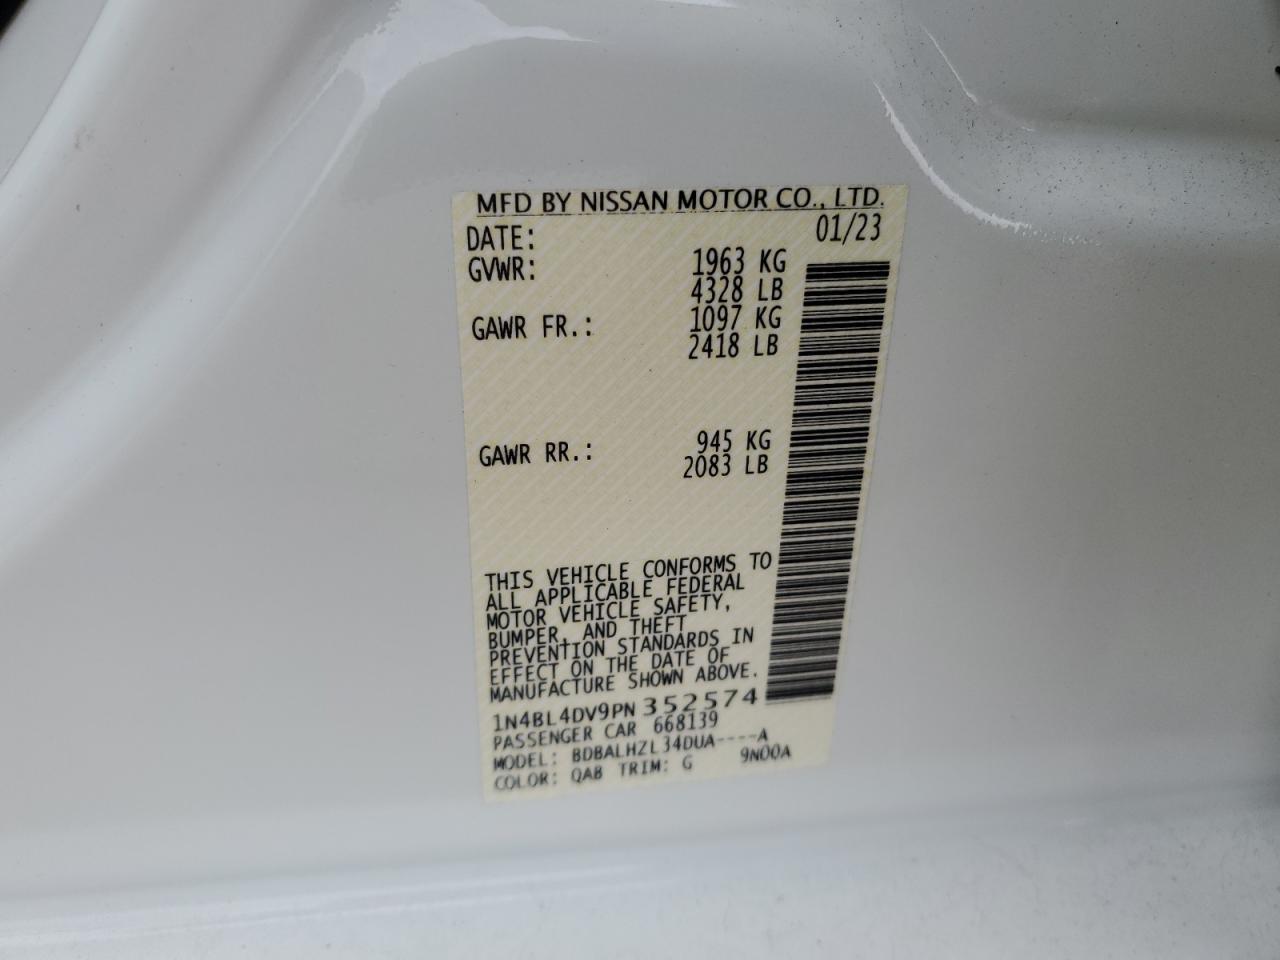 MFD BY NISSAN MOTOR CO., LTD.
DATE: 01/23
GVWR: 1963 KG
4328 LB
GAWR FR.: 1097 KG
2418 LB
GAWR RR.: 945 KG
2083 LB
THIS VEHICLE CONFORMS TO
ALL APPLICABLE FEDERAL
MOTOR VEHICLE SAFETY,
BUMPER, AND THEFT
PREVENTION STANDARDS IN
EFFECT ON THE DATE OF
MANUFACTURE SHOWN ABOVE.
1N4BL4DV9PN352574
PASSENGER CAR 668139
MODEL: BDBALHZL34DUA----A
COLOR: QAB TRIM: G 9N00A